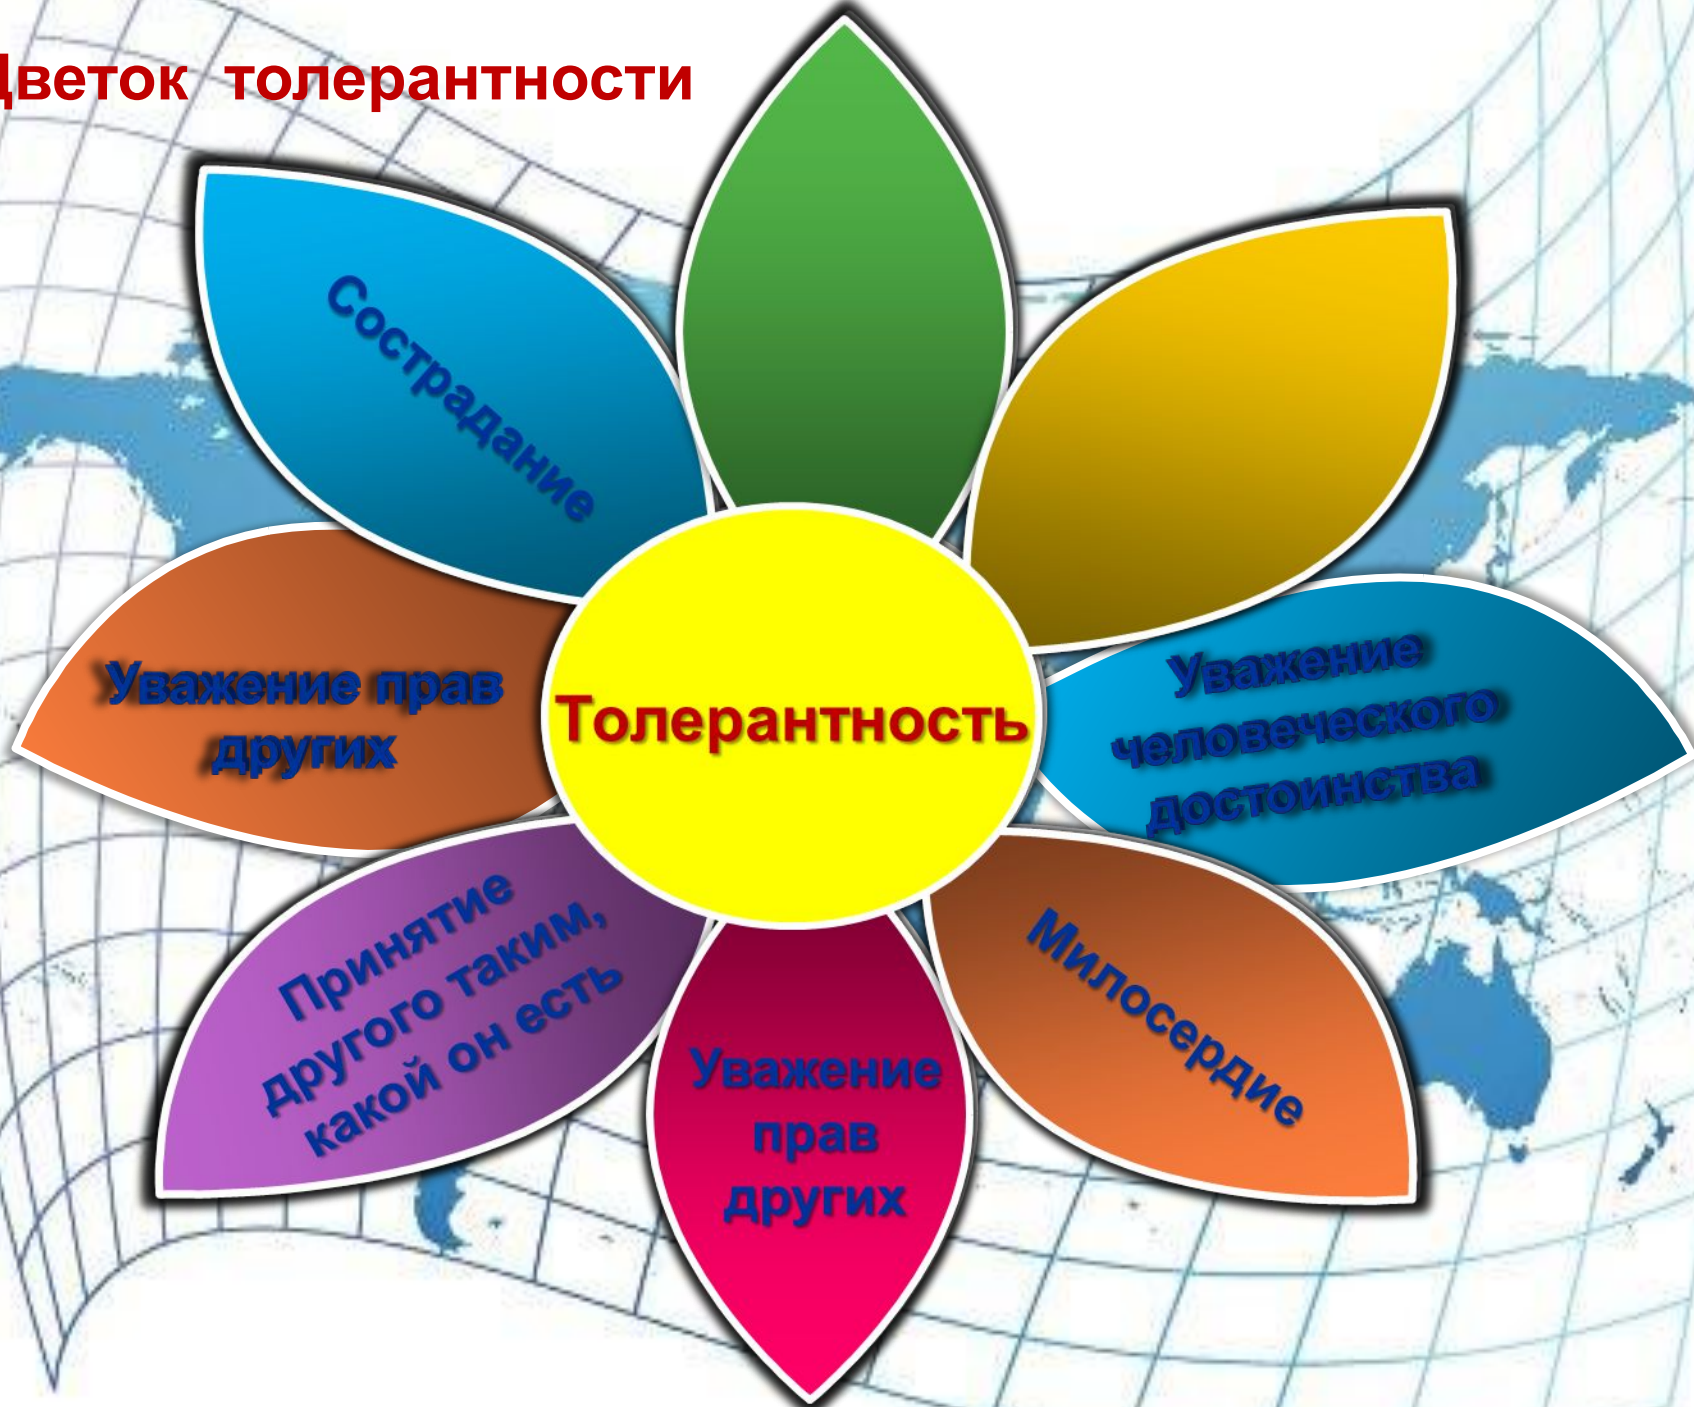 Цветок толерантности
Сострадание
Уважение прав
других
Толерантность
Уважение
человеческого
достоинства
Принятие
другого таким,
какой он есть
Уважение
прав
других
Милосердие